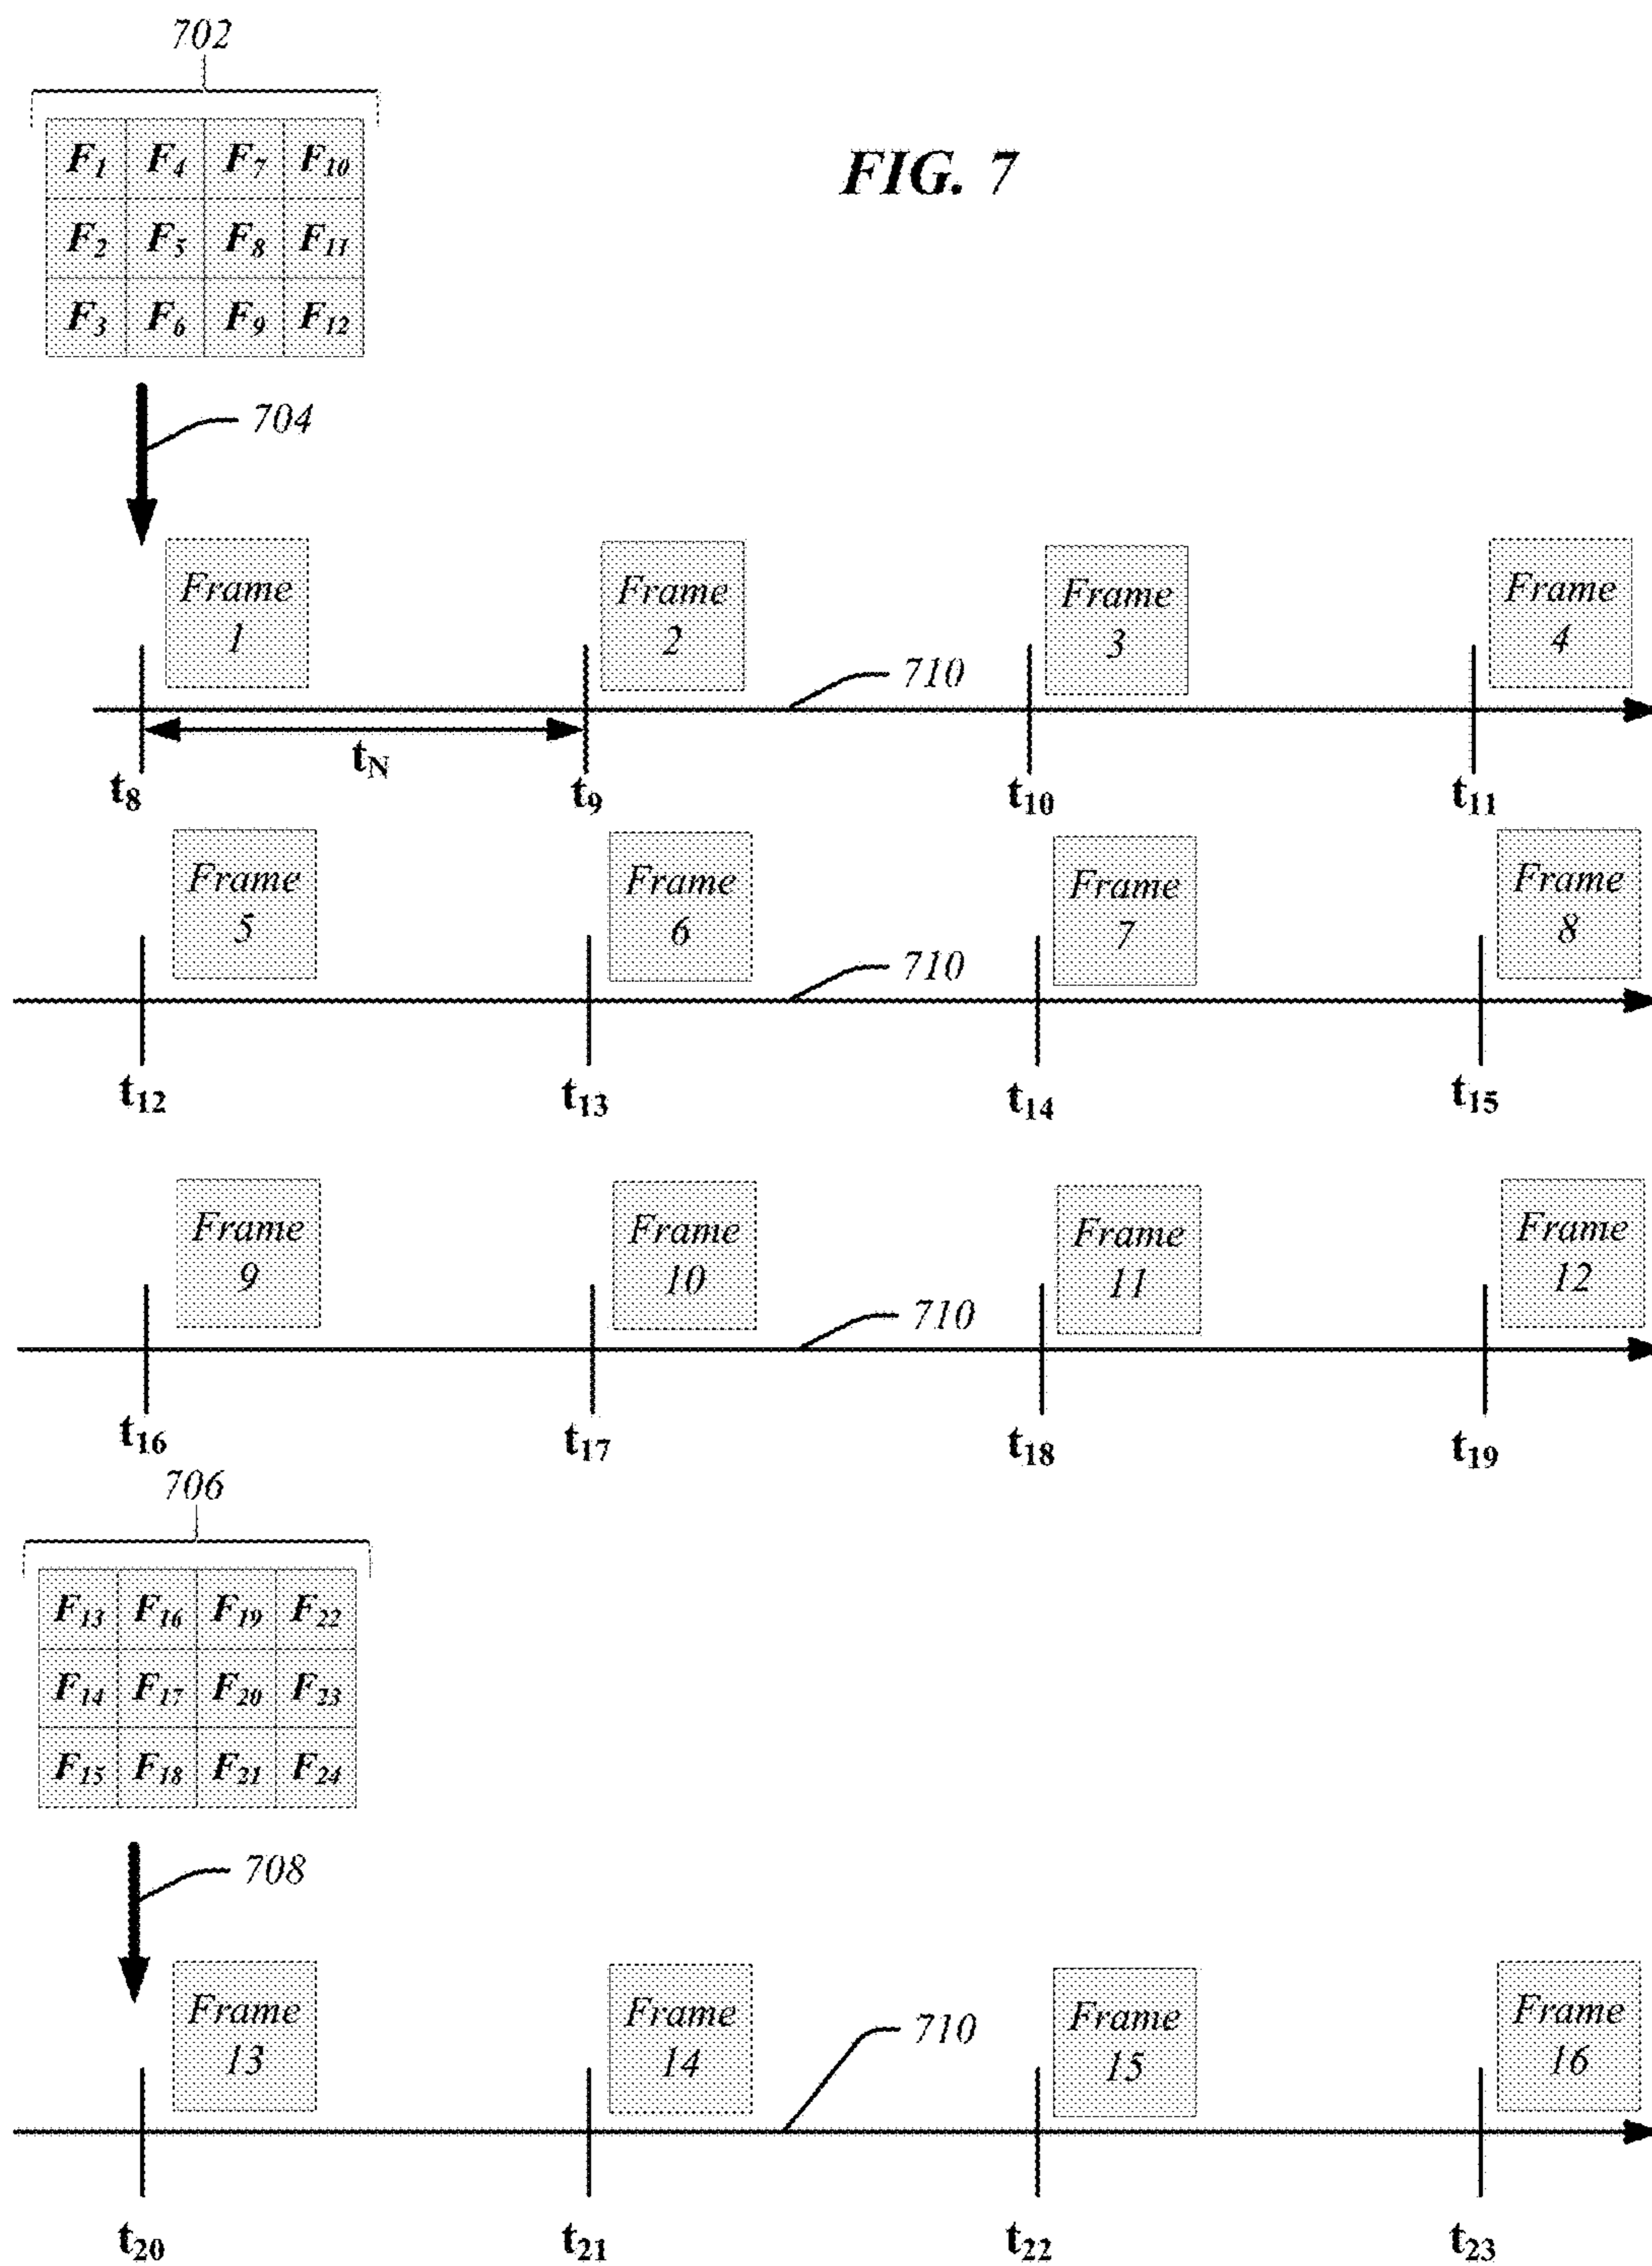 702
FIG. 7
F1 F4 F7 F10
F2 F5 F8 F11
F3 F6 F9 F12
704
Frame 1
Frame 2
Frame 3
Frame 4
710
tN
t8 t9 t10 t11
Frame 5
Frame 6
Frame 7
Frame 8
710
t12 t13 t14 t15
Frame 9
Frame 10
Frame 11
Frame 12
710
t16 t17 t18 t19
706
F13 F16 F19 F22
F14 F17 F20 F23
F15 F18 F21 F24
708
Frame 13
Frame 14
Frame 15
Frame 16
710
t20 t21 t22 t23